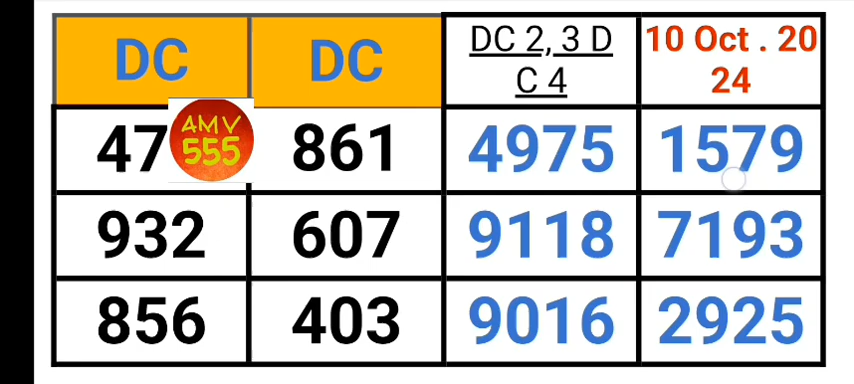 DC DC DC 2, 3 D 10 Oct . 20
C 4 24
47 861 4975 1579
AMV
555
932 607 9118 7193
856 403 9016 2925